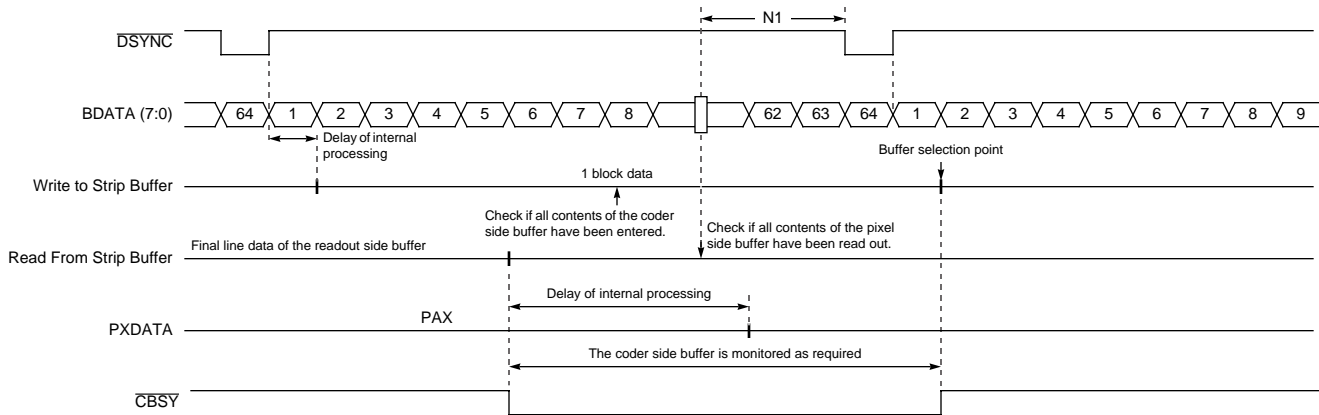 N1
DSYNC
BDATA (7:0)
64 1 2 3 4 5 6 7 8 62 63 64 1 2 3 4 5 6 7 8 9
Delay of internal
processing
Buffer selection point
Write to Strip Buffer
1 block data
Check if all contents of the coder
side buffer have been entered.
Check if all contents of the pixel
side buffer have been read out.
Final line data of the readout side buffer
Read From Strip Buffer
Delay of internal processing
PAX
PXDATA
The coder side buffer is monitored as required
CBSY